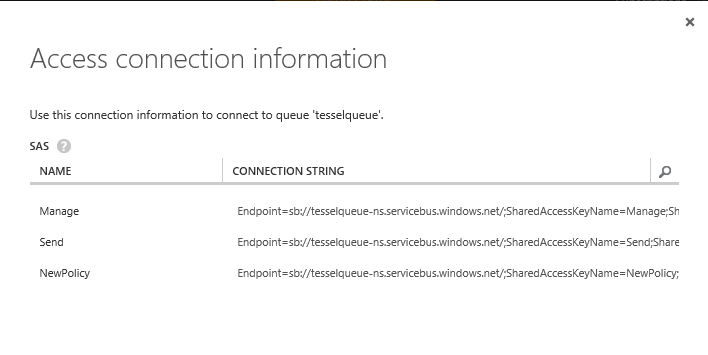 Access connection information
Use this connection information to connect to queue 'tesselqueue'.
SAS ?
NAME CONNECTION STRING
Manage Endpoint=sb://tesselqueue-ns.servicebus.windows.net/;SharedAccessKeyName=Manage;Sh
Send Endpoint=sb://tesselqueue-ns.servicebus.windows.net/;SharedAccessKeyName=Send;Share
NewPolicy Endpoint=sb://tesselqueue-ns.servicebus.windows.net/;SharedAccessKeyName=NewPolicy;